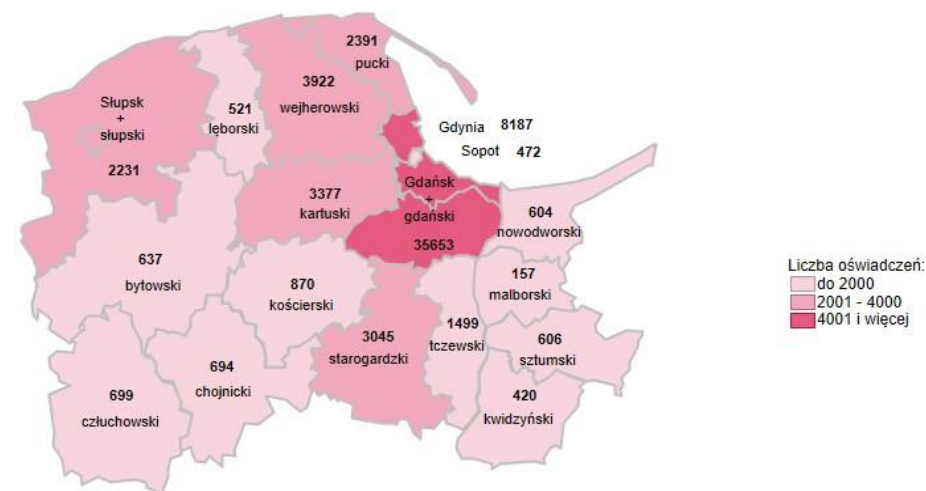 2391
pucki
3922
wejherowski
Słupsk
+
słupski
2231
521
lęborski
Gdynia 8187
Sopot 472
3377
kartuski
Gdańsk
+
gdański
35653
604
nowodworski
637
bytowski
870
kościerski
157
malborski
Liczba oświadczeń:
do 2000
2001 - 4000
4001 i więcej
3045
starogardzki
1499
tczewski
606
sztumski
694
chojnicki
699
człuchowski
420
kwidzyński